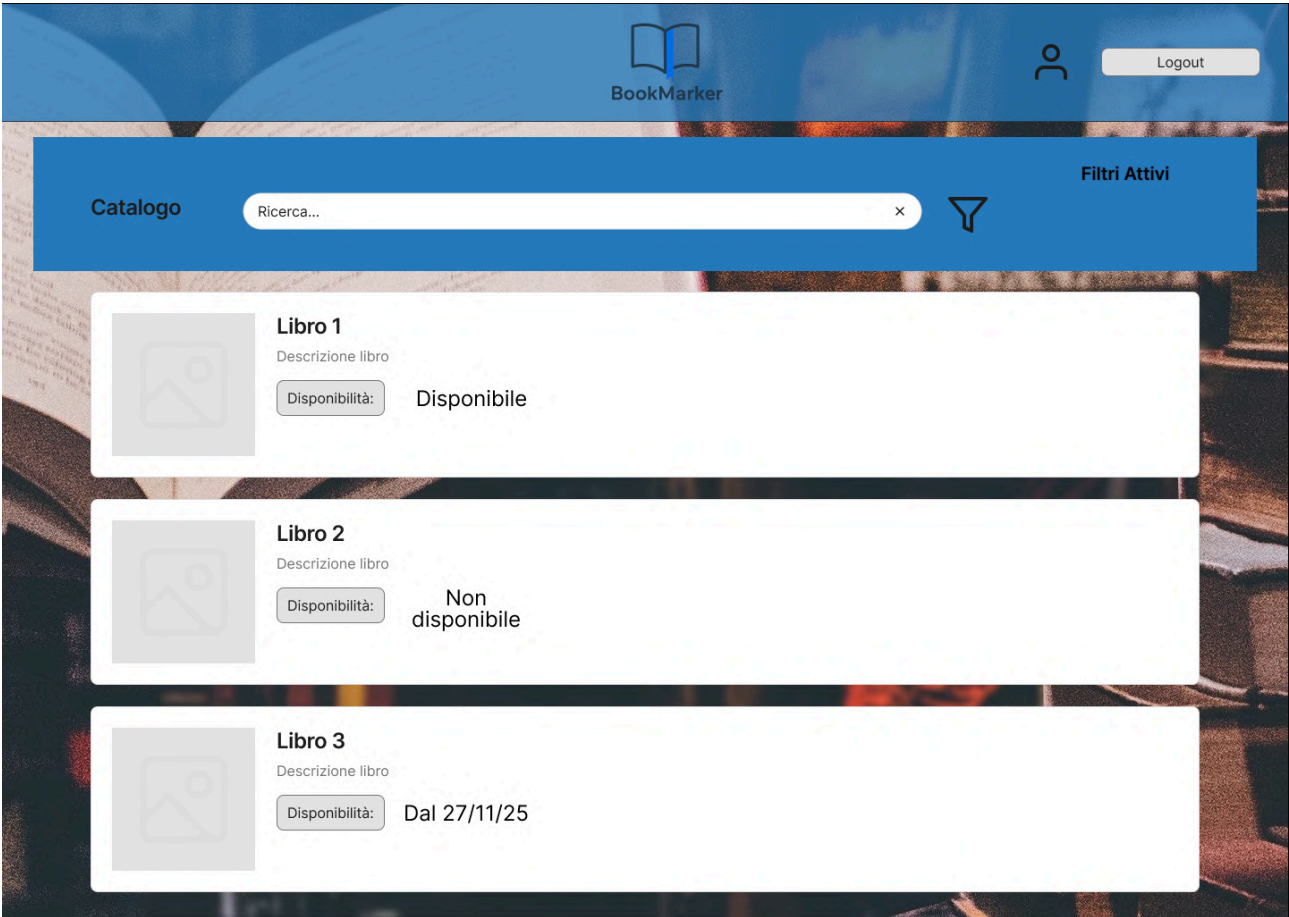 BookMarker
Logout
Filtri Attivi
Catalogo
Ricerca...
Libro 1
Descrizione libro
Disponibilità: Disponibile
Libro 2
Descrizione libro
Disponibilità: Non
disponibile
Libro 3
Descrizione libro
Disponibilità: Dal 27/11/25